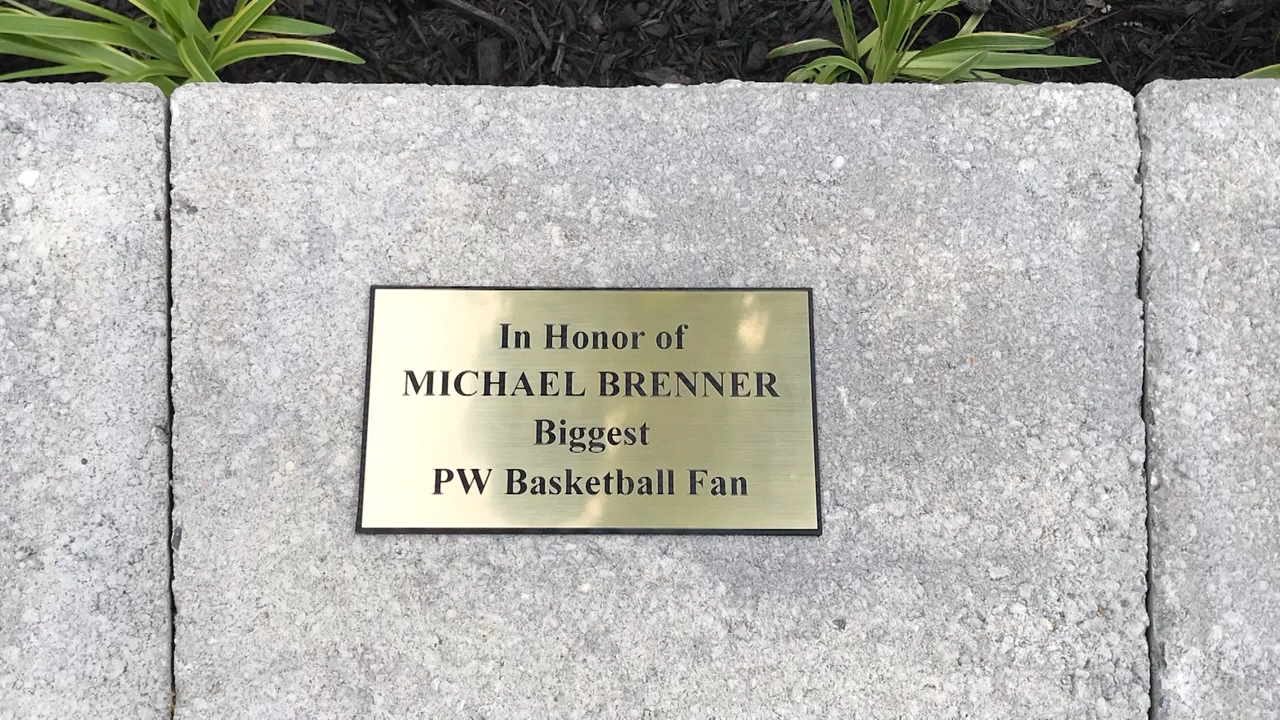 In Honor of
MICHAEL BRENNER
Biggest
PW Basketball Fan